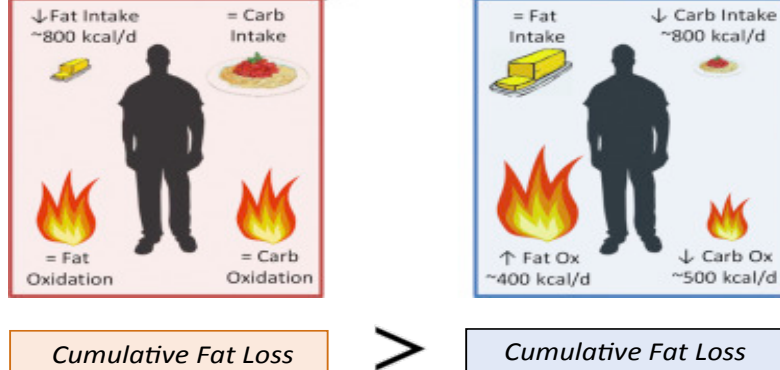 ↓Fat Intake
~800 kcal/d
= Carb
Intake
= Fat
Oxidation
= Carb
Oxidation
= Fat
Intake
↓ Carb Intake
~800 kcal/d
↑ Fat Ox
~400 kcal/d
↓ Carb Ox
~500 kcal/d
Cumulative Fat Loss
>
Cumulative Fat Loss